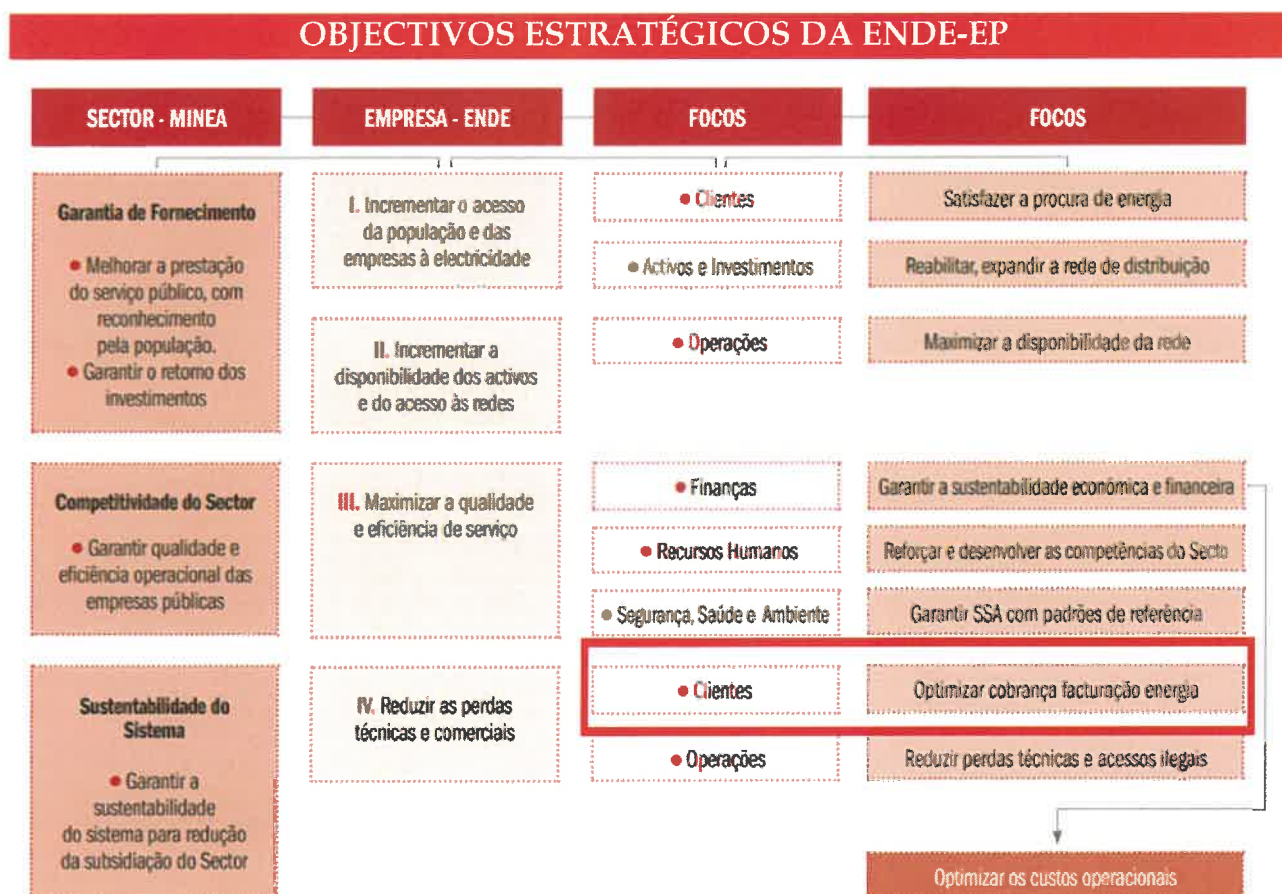 OBJECTIVOS ESTRATÉGICOS DA ENDE-EP
SECTOR - MINEA
EMPRESA - ENDE
FOCOS
FOCOS
Garantia de Fornecimento
• Melhorar a prestação
do serviço público, com
reconhecimento
pela população.
• Garantir o retorno dos
investimentos
I. Incrementar o acesso
da população e das
empresas à electricidade
• Clientes
Satisfazer a procura de energia
• Activos e Investimentos
Reabilitar, expandir a rede de distribuição
II. Incrementar a
disponibilidade dos activos
e do acesso às redes
• Operações
Maximizar a disponibilidade da rede
Competitividade do Sector
• Garantir qualidade e
eficiência operacional das
empresas públicas
III. Maximizar a qualidade
e eficiência de serviço
• Finanças
Garantir a sustentabilidade económica e financeira
• Recursos Humanos
Reforçar e desenvolver as competências do Secto
• Segurança, Saúde e Ambiente
Garantir SSA com padrões de referência
Sustentabilidade do
Sistema
• Garantir a
sustentabilidade
do sistema para redução
da subsidiação do Sector
IV. Reduzir as perdas
técnicas e comerciais
• Clientes
Optimizar cobrança facturação energia
• Operações
Reduzir perdas técnicas e acessos ilegais
Optimizar os custos operacionais